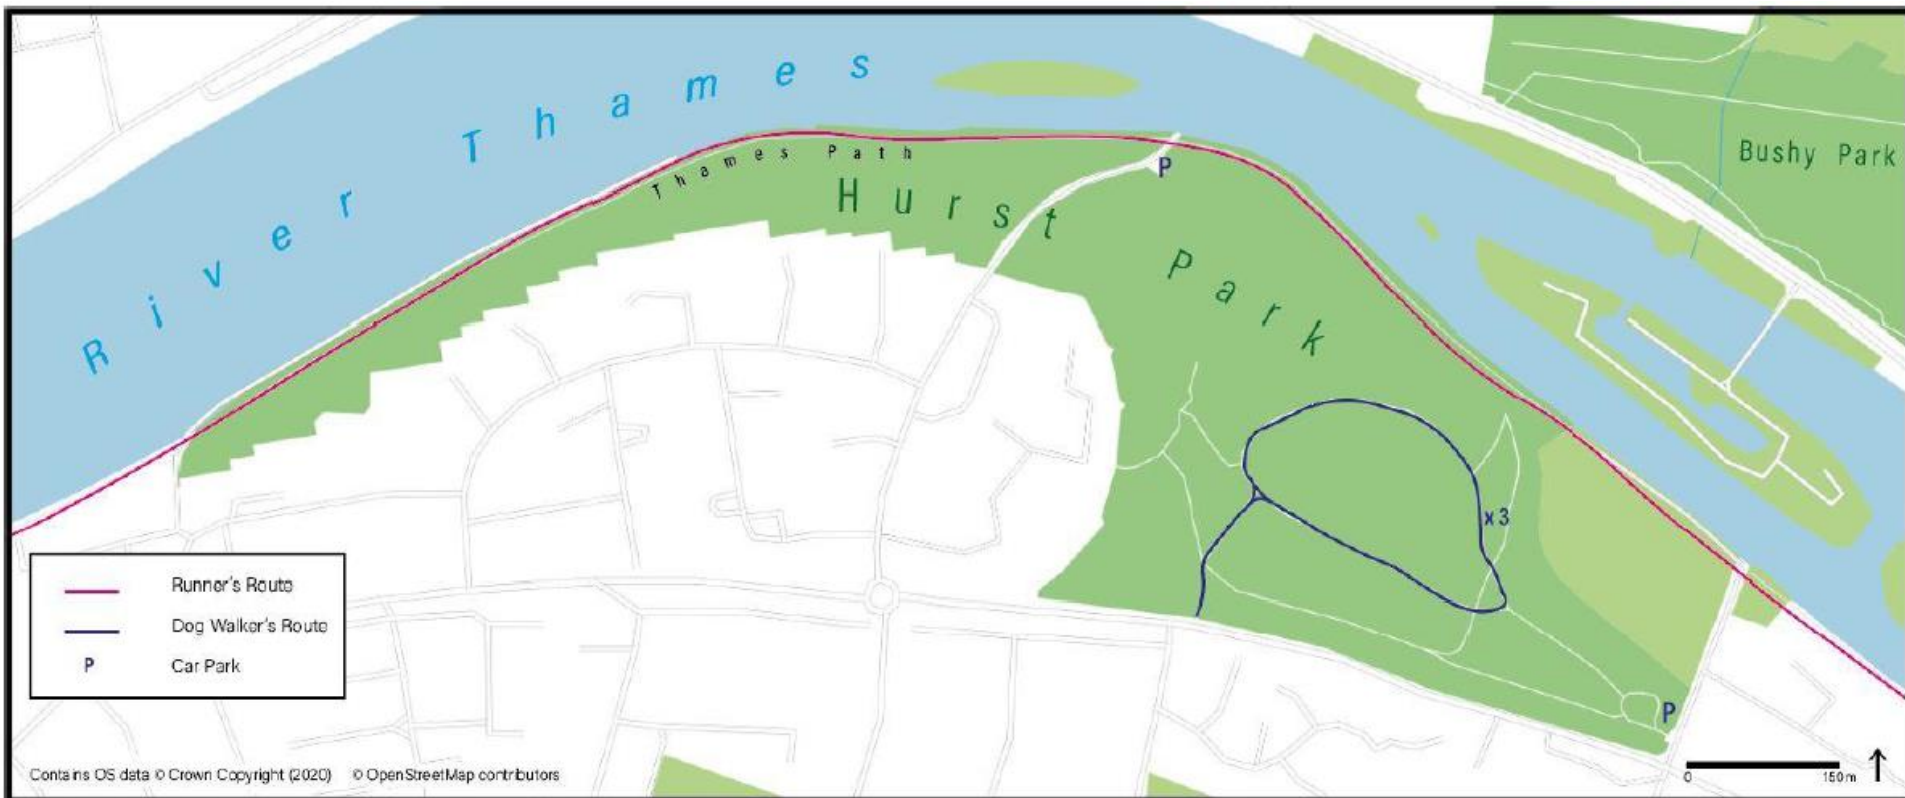 River Thames
Thames Path
Hurst Park
Bushy Park
P
x3
P
Runner's Route
Dog Walker's Route
P Car Park
Contains OS data © Crown Copyright (2020) © OpenStreetMap contributors
0 150 m